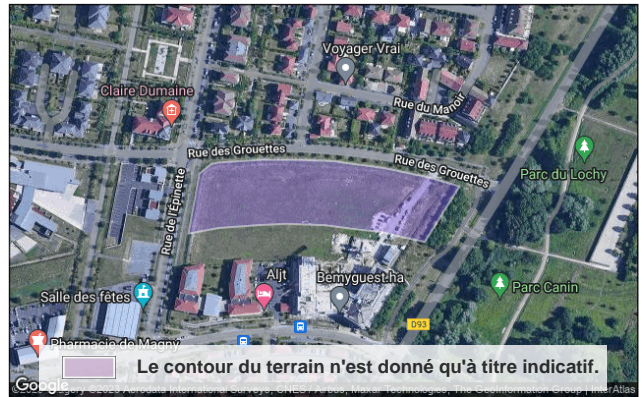 Voyager Vrai
Claire Dumaine
Rue du Manoir
Rue des Grouettes
Rue des Grouettes
Parc du Lochy
Rue de l'Épinette
Aljt
Bemyguest.ha
Parc Canin
Salle des fêtes
D93
Pharmacie de Magny
Le contour du terrain n'est donné qu'à titre indicatif.
Google